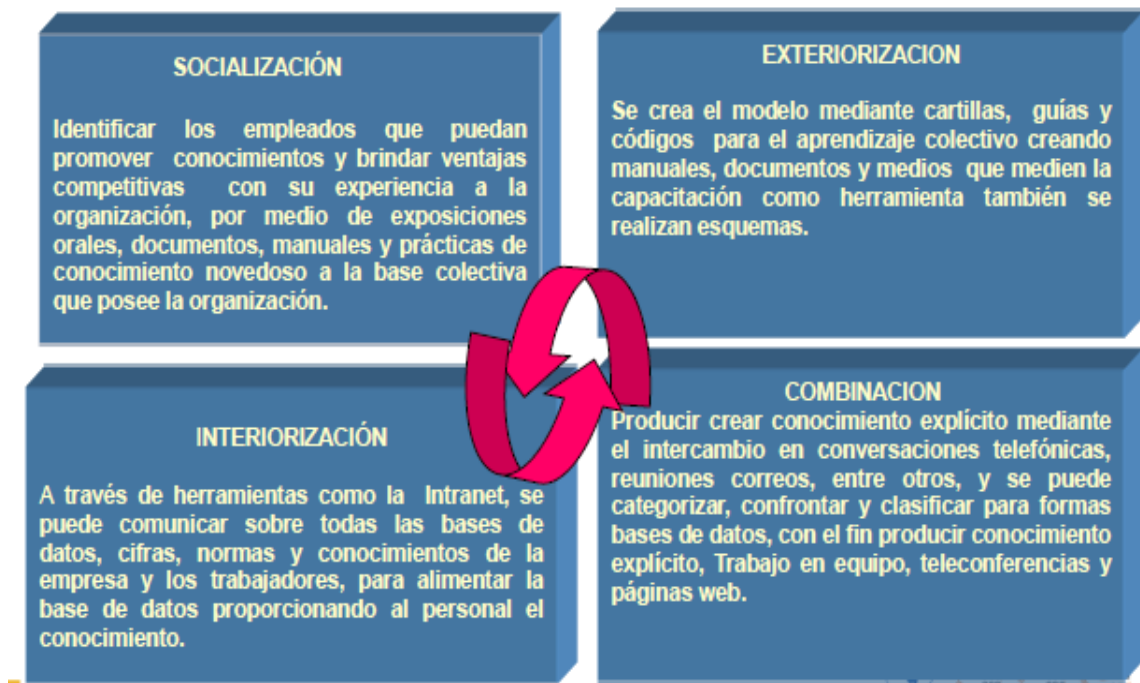 SOCIALIZACIÓN
Identificar los empleados que puedan
promover conocimientos y brindar ventajas
competitivas con su experiencia a la
organización, por medio de exposiciones
orales, documentos, manuales y prácticas de
conocimiento novedoso a la base colectiva
que posee la organización.
EXTERIORIZACION
Se crea el modelo mediante cartillas, guías y
códigos para el aprendizaje colectivo creando
manuales, documentos y medios que medien la
capacitación como herramienta también se
realizan esquemas.
INTERIORIZACIÓN
A través de herramientas como la Intranet, se
puede comunicar sobre todas las bases de
datos, cifras, normas y conocimientos de la
empresa y los trabajadores, para alimentar la
base de datos proporcionando al personal el
conocimiento.
COMBINACION
Producir crear conocimiento explícito mediante
el intercambio en conversaciones telefónicas,
reuniones correos, entre otros, y se puede
categorizar, confrontar y clasificar para formas
bases de datos, con el fin producir conocimiento
explícito, Trabajo en equipo, teleconferencias y
páginas web.